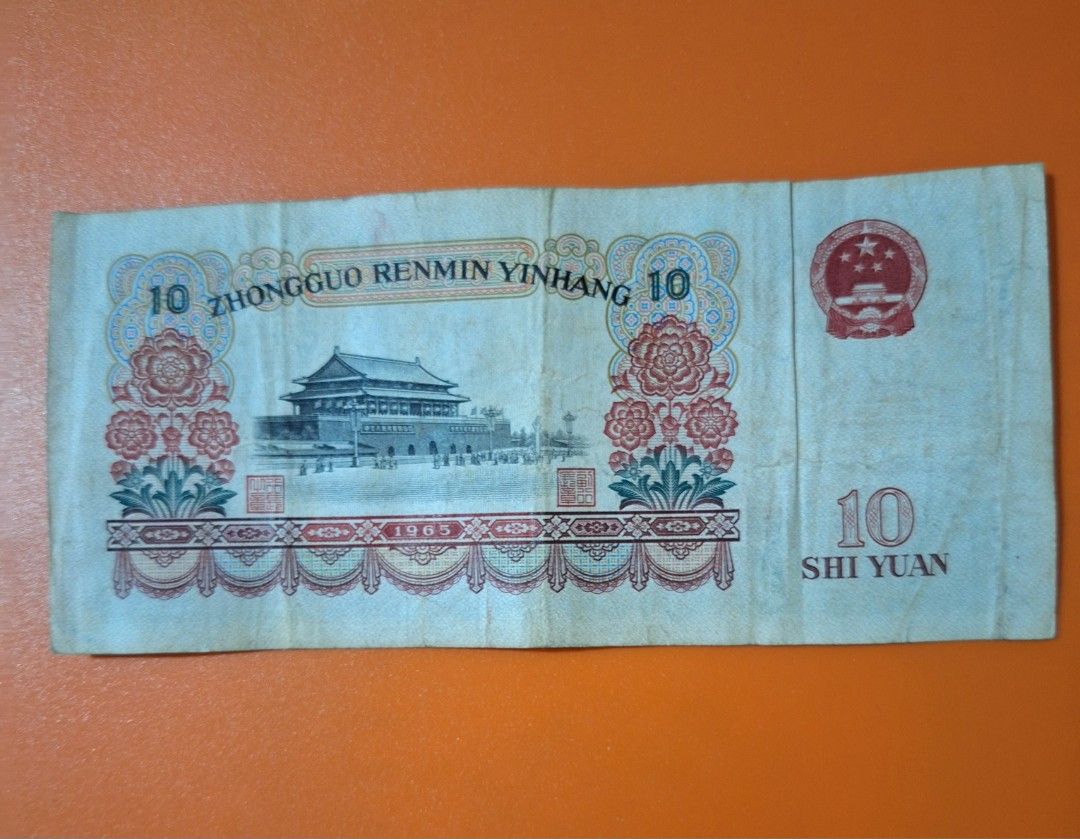 10 ZHONGGUO RENMIN YINHANG 10
1965
10
SHI YUAN